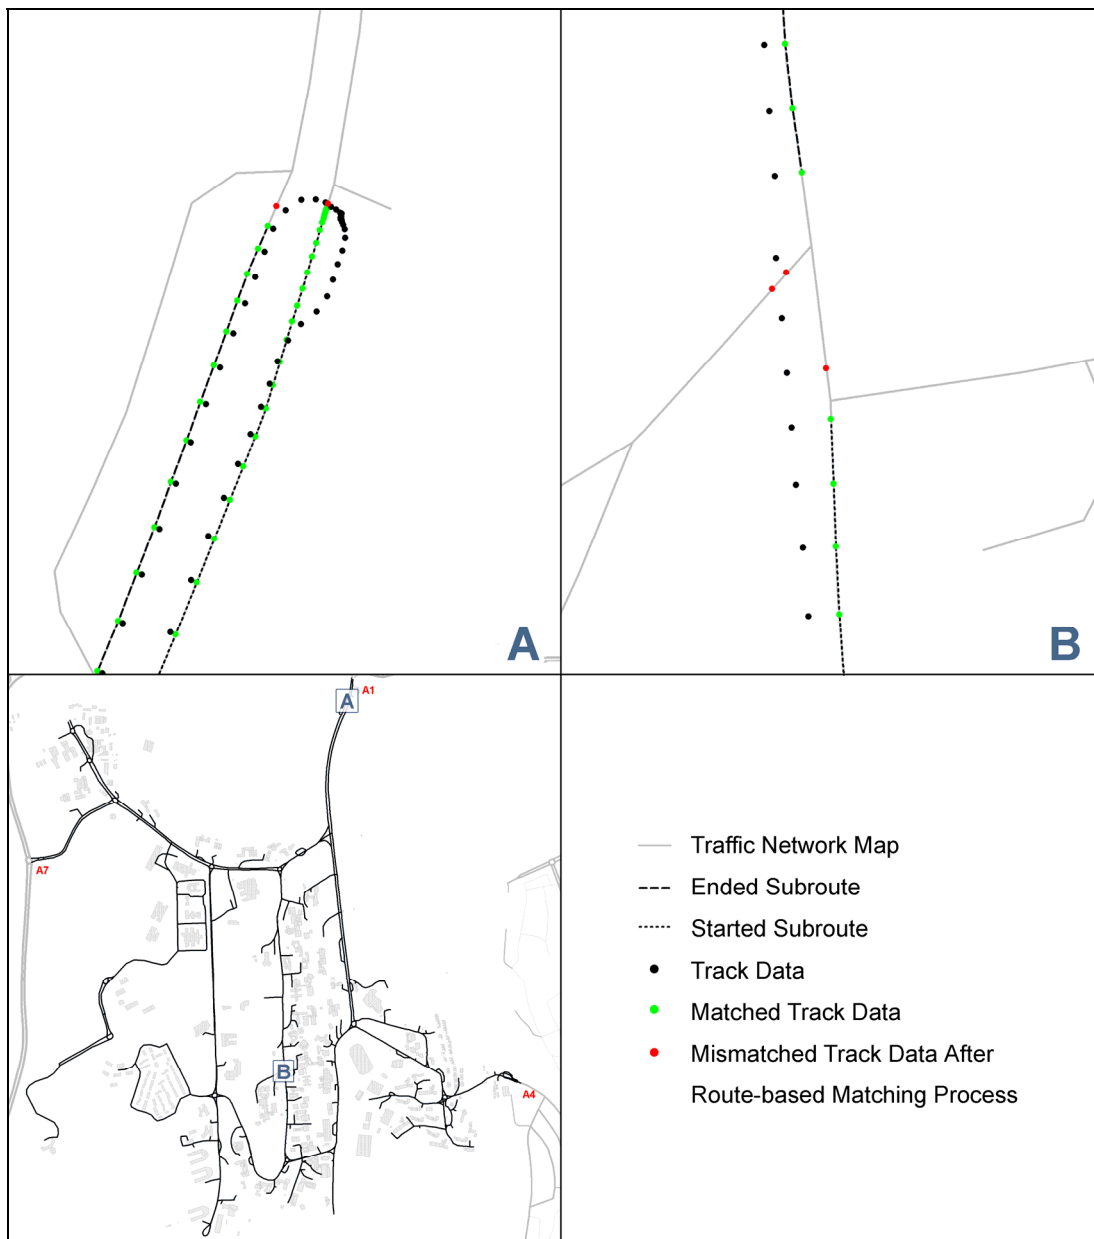 A
B
A
A1
A7
B
A4
Traffic Network Map
Ended Subroute
Started Subroute
Track Data
Matched Track Data
Mismatched Track Data After
Route-based Matching Process